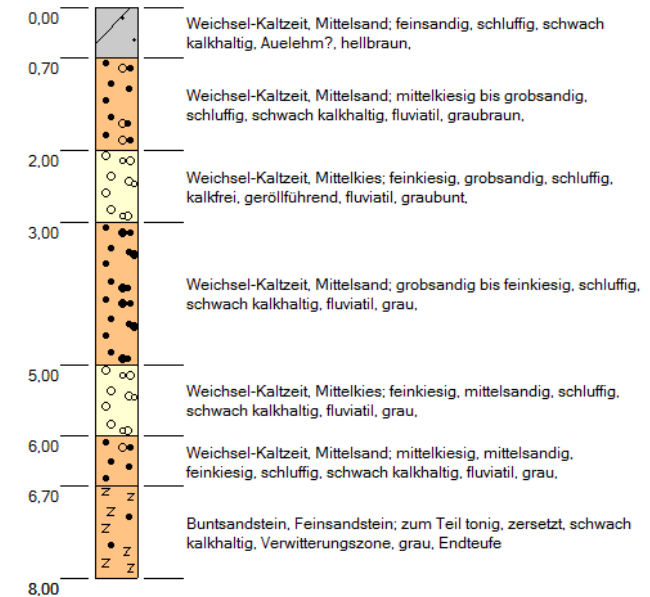 0,00
Weichsel-Kaltzeit, Mittelsand; feinsandig, schluffig, schwach
kalkhaltig, Auelehm?, hellbraun,
0,70
Weichsel-Kaltzeit, Mittelsand; mittelkiesig bis grobsandig,
schluffig, schwach kalkhaltig, fluviatil, graubraun,
2,00
Weichsel-Kaltzeit, Mittelkies; feinkiesig, grobsandig, schluffig,
kalkfrei, geröllführend, fluviatil, graubunt,
3,00
Weichsel-Kaltzeit, Mittelsand; grobsandig bis feinkiesig, schluffig,
schwach kalkhaltig, fluviatil, grau,
5,00
Weichsel-Kaltzeit, Mittelkies; feinkiesig, mittelsandig, schluffig,
schwach kalkhaltig, fluviatil, grau,
6,00
Weichsel-Kaltzeit, Mittelsand; mittelkiesig, mittelsandig,
feinkiesig, schluffig, schwach kalkhaltig, fluviatil, grau,
6,70
Z Z
Z
Z
Z
Z Z
Buntsandstein, Feinsandstein; zum Teil tonig, zersetzt, schwach
kalkhaltig, Verwitterungszone, grau, Endteufe
8,00